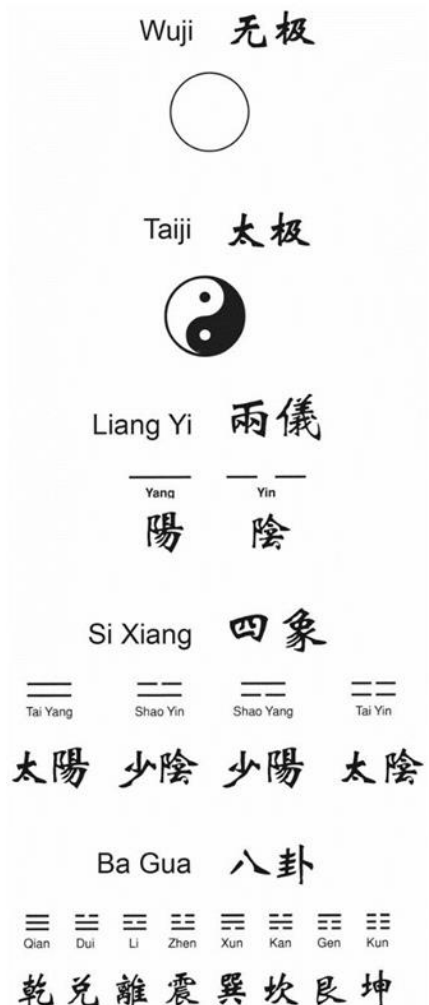 Wuji 无极
Taiji 太极
Liang Yi 兩儀
Yang Yin
陽 陰
Si Xiang 四象
Tai Yang Shao Yin Shao Yang Tai Yin
太陽 少陰 少陽 太陰
Ba Gua 八卦
Qian Dui Li Zhen Xun Kan Gen Kun
乾 兑 離 震 巽 坎 艮 坤